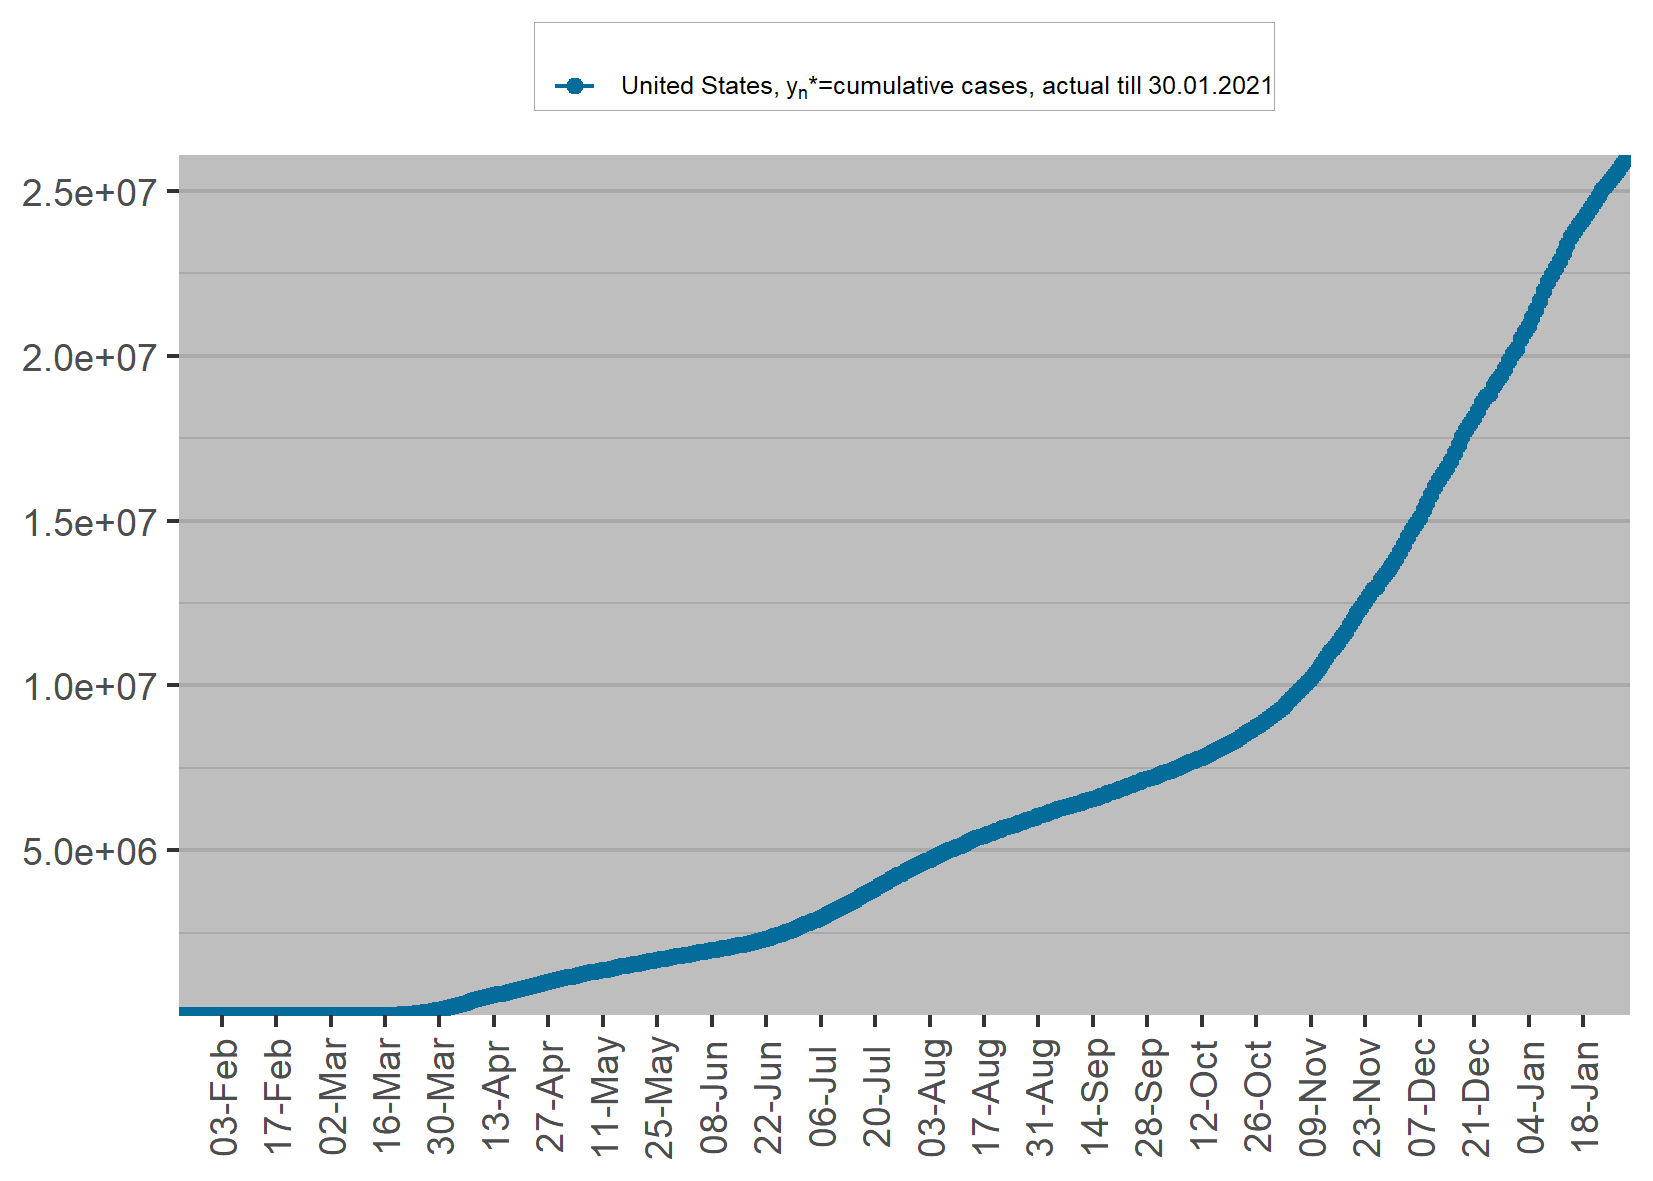 United States, yn*=cumulative cases, actual till 30.01.2021
2.5e+07
2.0e+07
1.5e+07
1.0e+07
5.0e+06
03-Feb
17-Feb
02-Mar
16-Mar
30-Mar
13-Apr
27-Apr
11-May
25-May
08-Jun
22-Jun
06-Jul
20-Jul
03-Aug
17-Aug
31-Aug
14-Sep
28-Sep
12-Oct
26-Oct
09-Nov
23-Nov
07-Dec
21-Dec
04-Jan
18-Jan